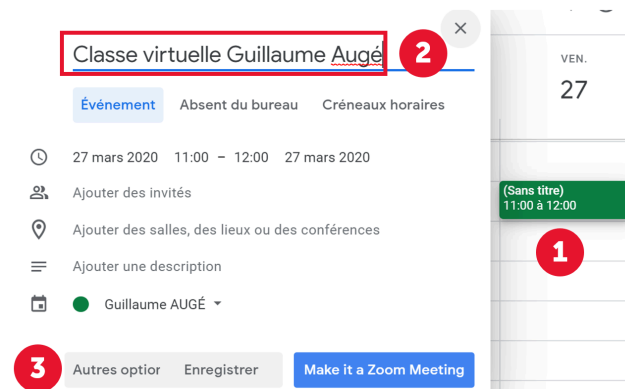 Classe virtuelle Guillaume Augé
2
Événement Absent du bureau Créneaux horaires
27 mars 2020 11:00 – 12:00 27 mars 2020
Ajouter des invités
Ajouter des salles, des lieux ou des conférences
Ajouter une description
Guillaume AUGÉ
3
Autres optior Enregistrer Make it a Zoom Meeting
VEN.
27
(Sans titre)
11:00 à 12:00
1